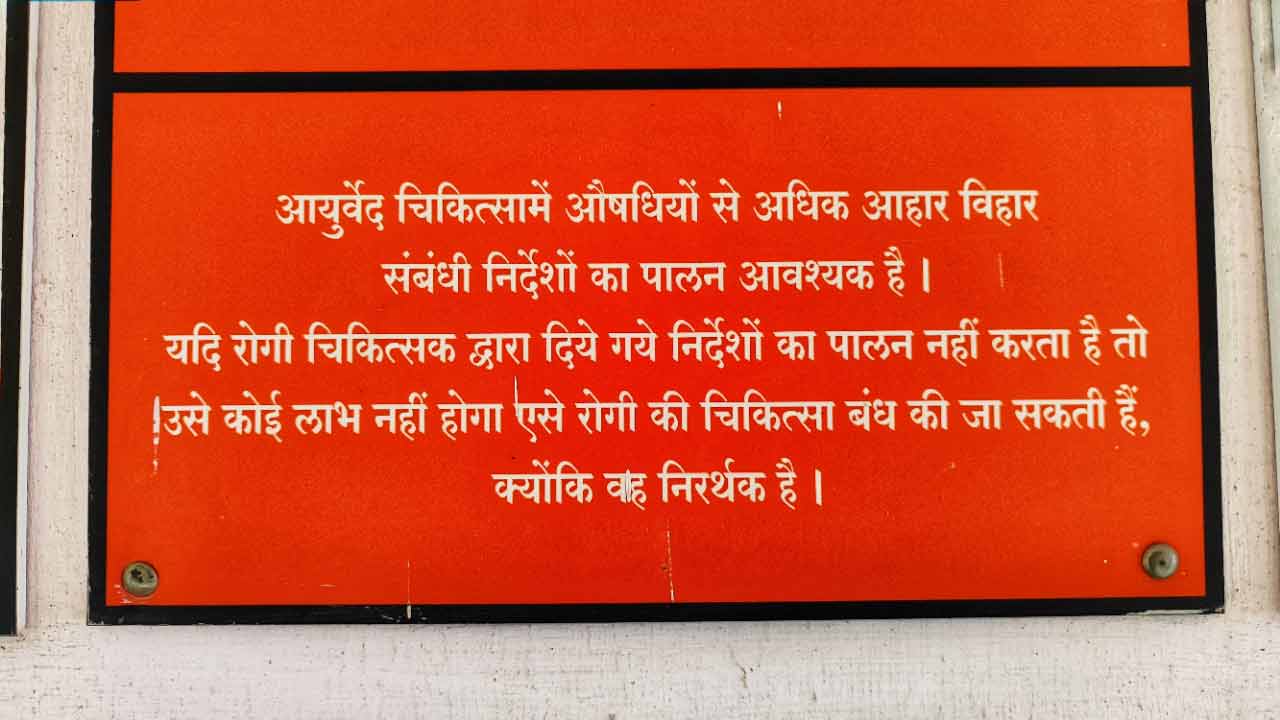 आयुर्वेद चिकित्सामें औषधियों से अधिक आहार विहार
संबंधी निर्देशों का पालन आवश्यक है ।
यदि रोगी चिकित्सक द्वारा दिये गये निर्देशों का पालन नहीं करता है तो
उसे कोई लाभ नहीं होगा एसे रोगी की चिकित्सा बंध की जा सकती हैं,
क्योंकि वह निरर्थक है ।